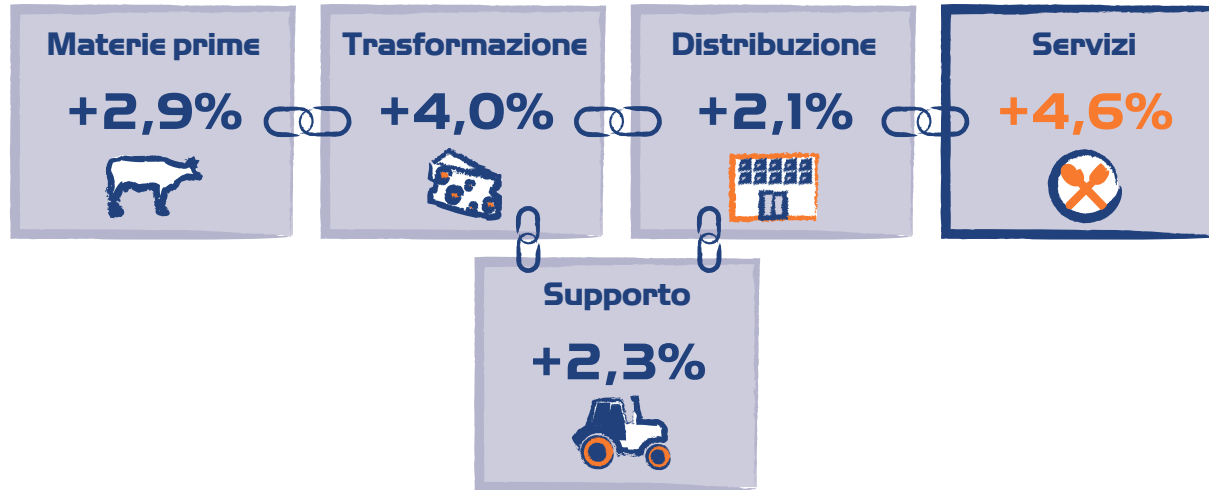 Materie prime
+2,9%
Trasformazione
+4,0%
Distribuzione
+2,1%
Servizi
+4,6%
Supporto
+2,3%